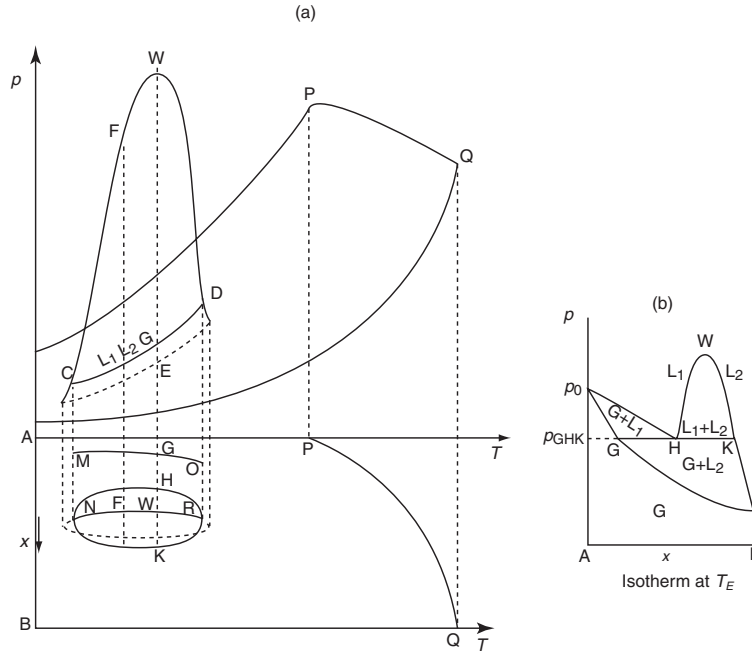 (a)
W
p
P
F
Q
D
L₁ L₂ G
C
E
A
T
G
P
M
O
H
N
F
W
R
x
K
B
Q
T
(b)
p
W
L₁
L₂
p₀
G+L₁
L₁+L₂
pGHK
G
H
K
G+L₂
G
A
x
Isotherm at TE